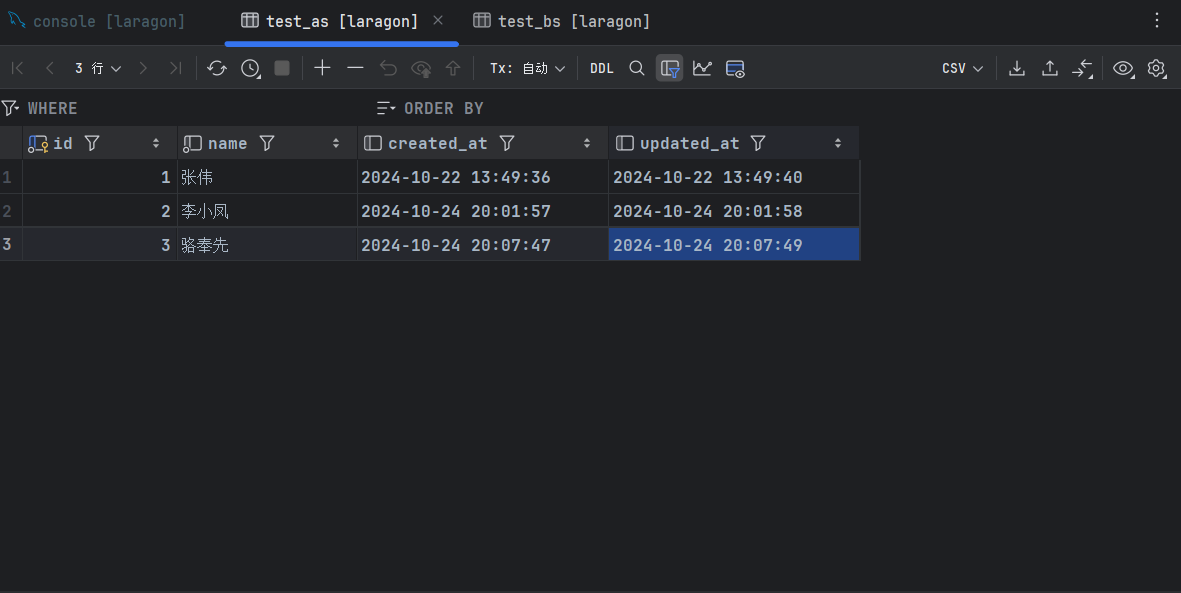 console [laragon] test_as [laragon] test_bs [laragon]
3 行 Tx: 自动 DDL CSV
WHERE ORDER BY
id name created_at updated_at
1 1 张伟 2024-10-22 13:49:36 2024-10-22 13:49:40
2 2 李小凤 2024-10-24 20:01:57 2024-10-24 20:01:58
3 3 骆奉先 2024-10-24 20:07:47 2024-10-24 20:07:49